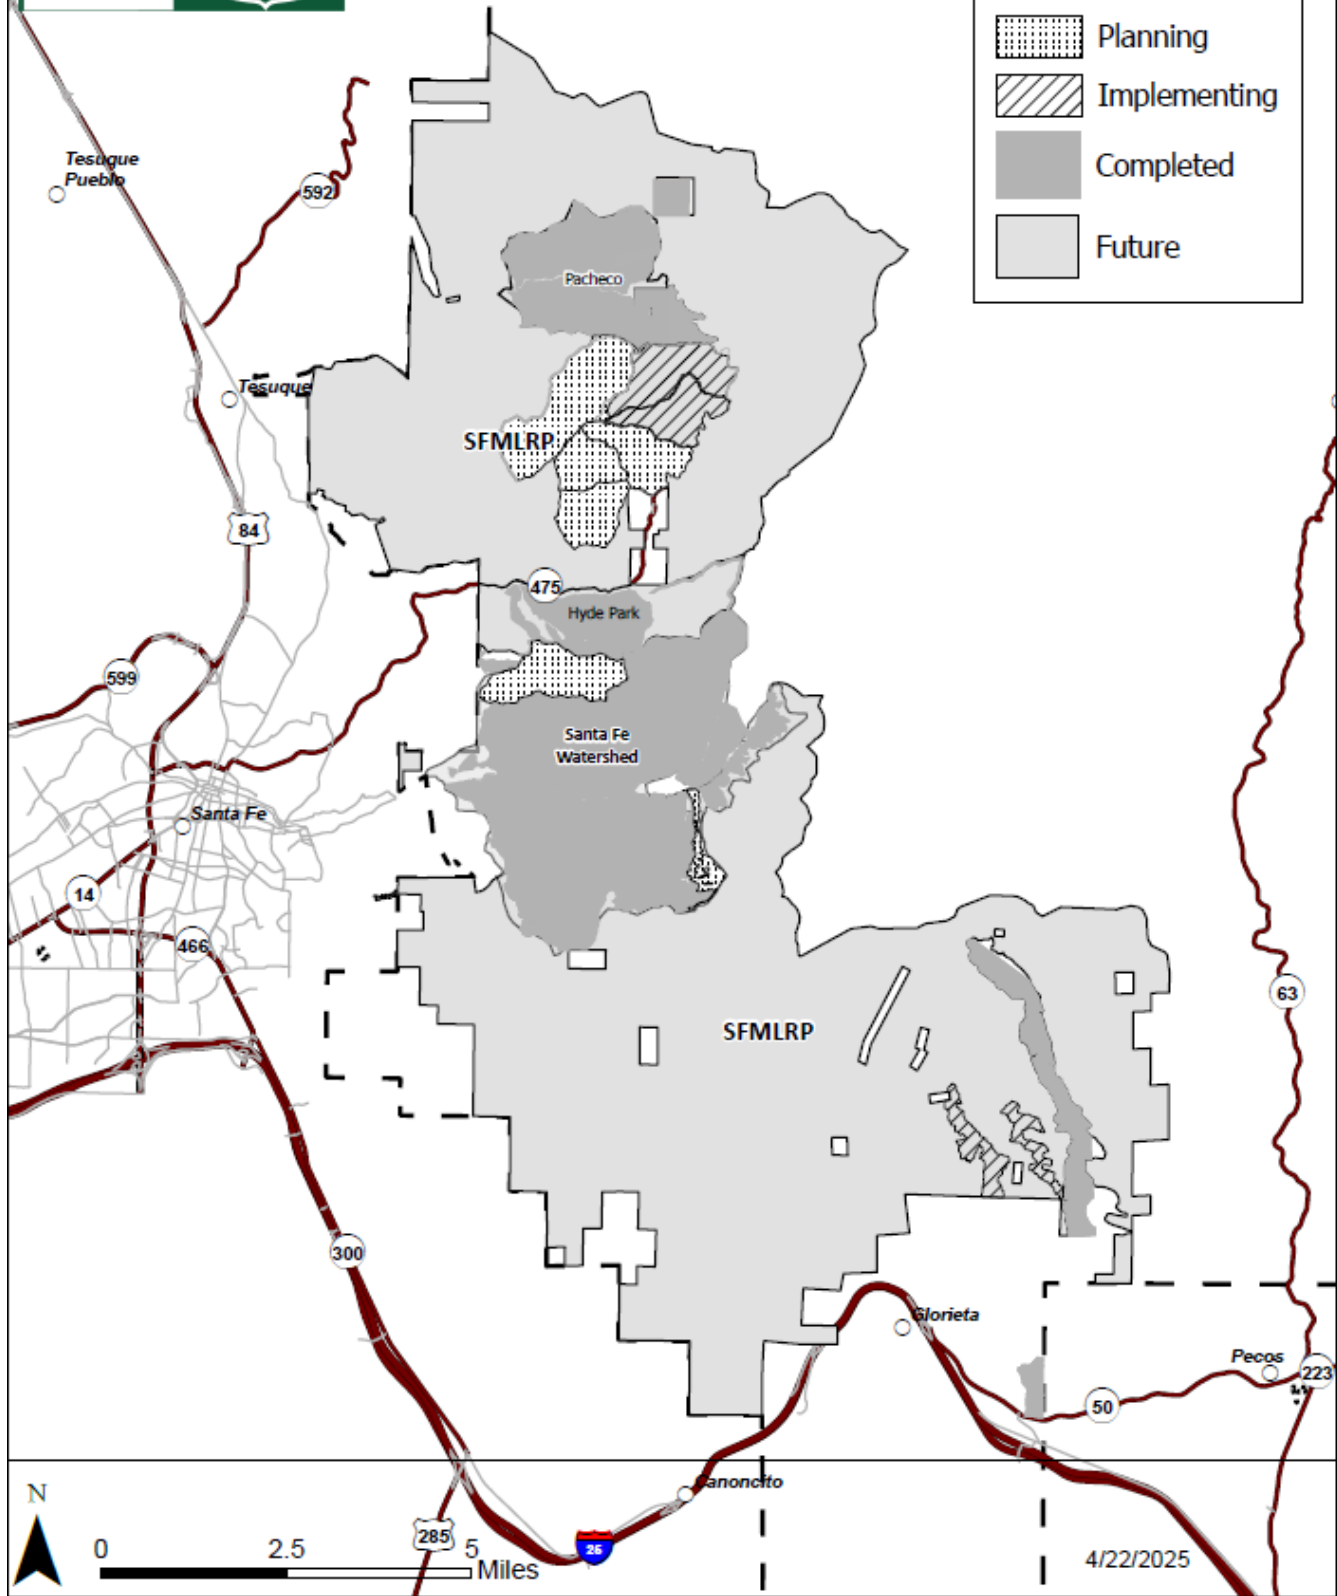 Planning
Implementing
Completed
Future
Tesuque
Pueblo
592
Pacheco
Tesuque
SFMLRP
84
475
Hyde Park
599
Santa Fe
Watershed
Santa Fe
14
466
63
SFMLRP
300
Glorieta
Pecos
223
50
N
Canoncito
0 2.5 5
Miles
285
25
4/22/2025